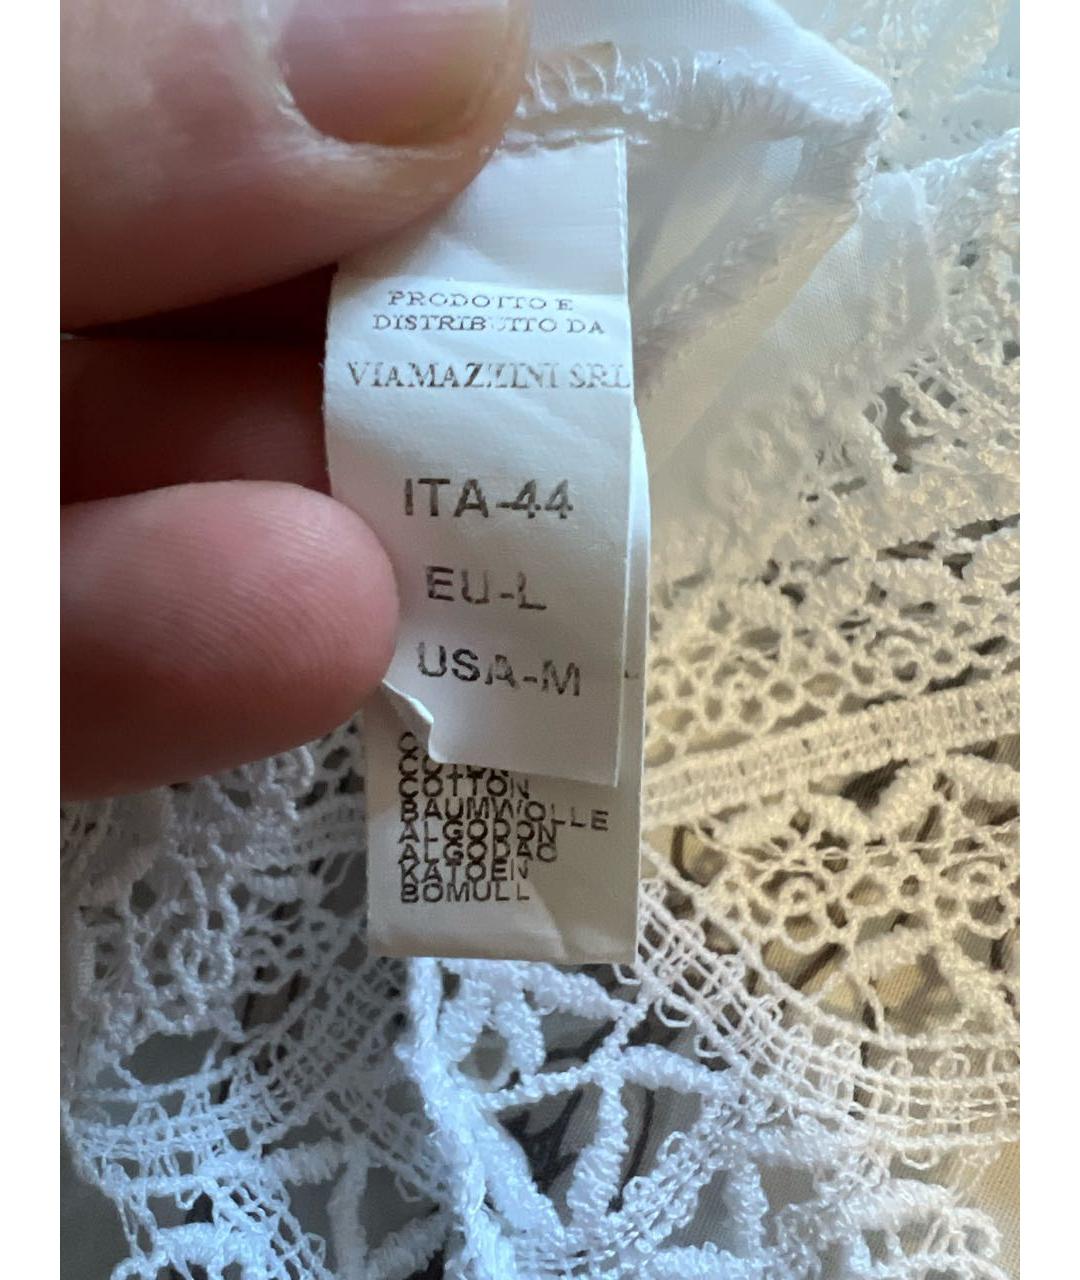 PRODOTTO E
DISTRIBUITO DA
VIAMAZZINI SRL
ITA-44
EU-L
USA-M
COTTON
BAUMWOLLE
ALGODON
ALGODAO
KATOEN
BOMULL